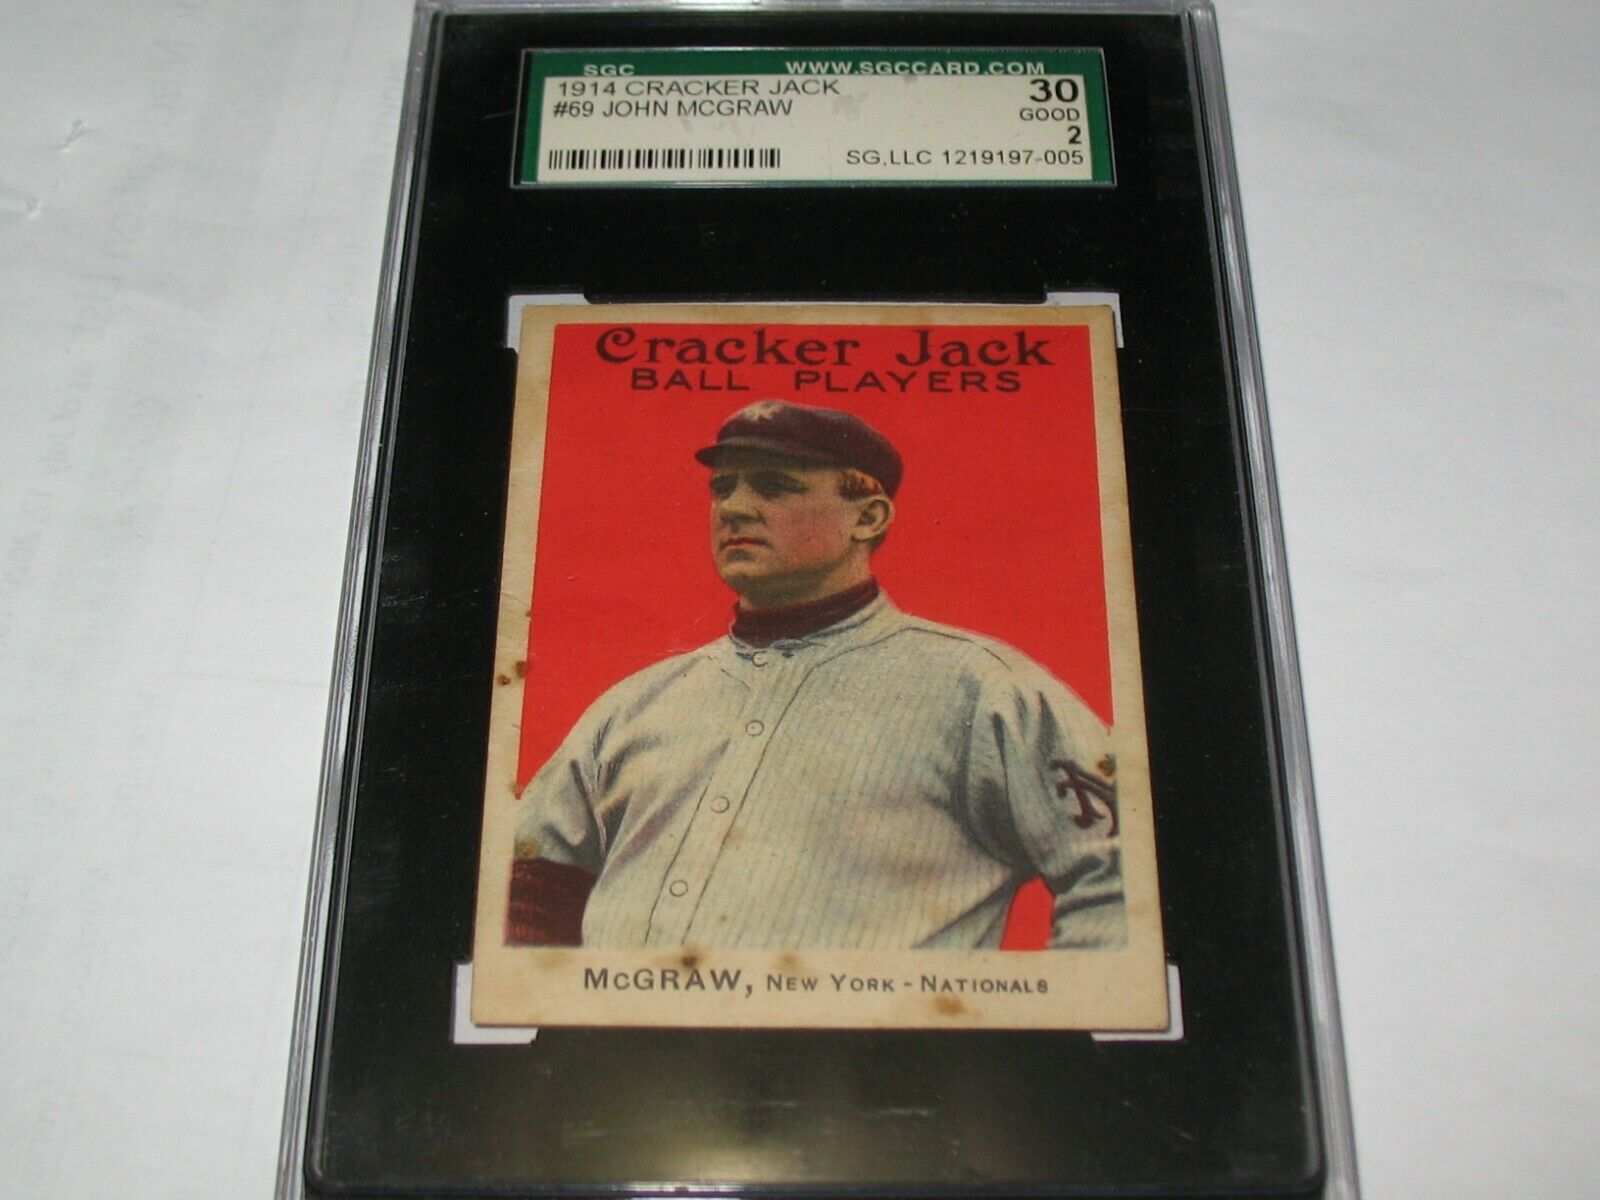 SGC WWW.SGCCARD.COM
1914 CRACKER JACK 30
#69 JOHN MCGRAW GOOD
2
SG,LLC 1219197-005
Cracker Jack
BALL PLAYERS
NY
McGRAW, NEW YORK - NATIONALS